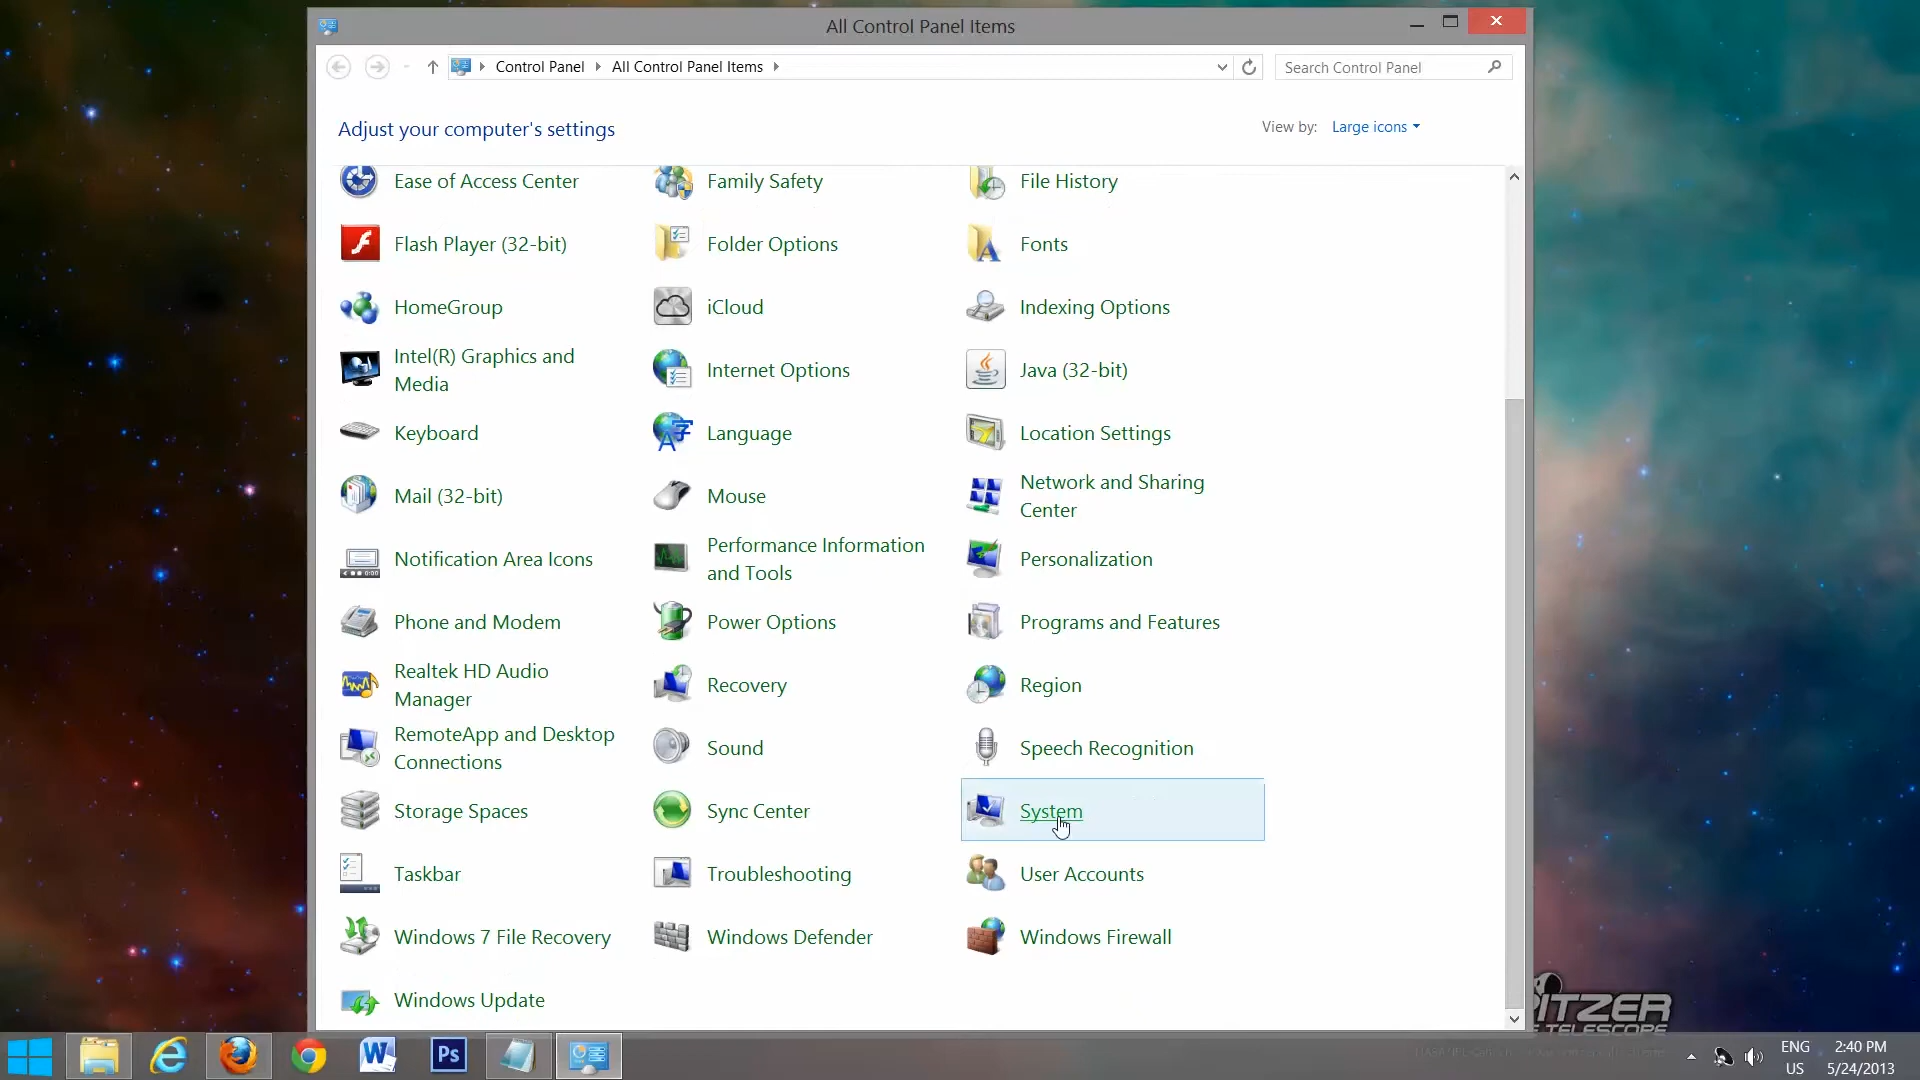 All Control Panel Items
Control Panel
All Control Panel Items
Search Control Panel
Adjust your computer's settings
View by:
Large icons
Ease of Access Center
Family Safety
File History
Flash Player (32-bit)
Folder Options
Fonts
HomeGroup
iCloud
Indexing Options
Intel(R) Graphics and
Media
Internet Options
Java (32-bit)
Keyboard
Language
Location Settings
Mail (32-bit)
Mouse
Network and Sharing
Center
Notification Area Icons
Performance Information
and Tools
Personalization
Phone and Modem
Power Options
Programs and Features
Realtek HD Audio
Manager
Recovery
Region
RemoteApp and Desktop
Connections
Sound
Speech Recognition
Storage Spaces
Sync Center
System
Taskbar
Troubleshooting
User Accounts
Windows 7 File Recovery
Windows Defender
Windows Firewall
Windows Update
PITZER
TELESCOPE
Ps
ENG
US
2:40 PM
5/24/2013